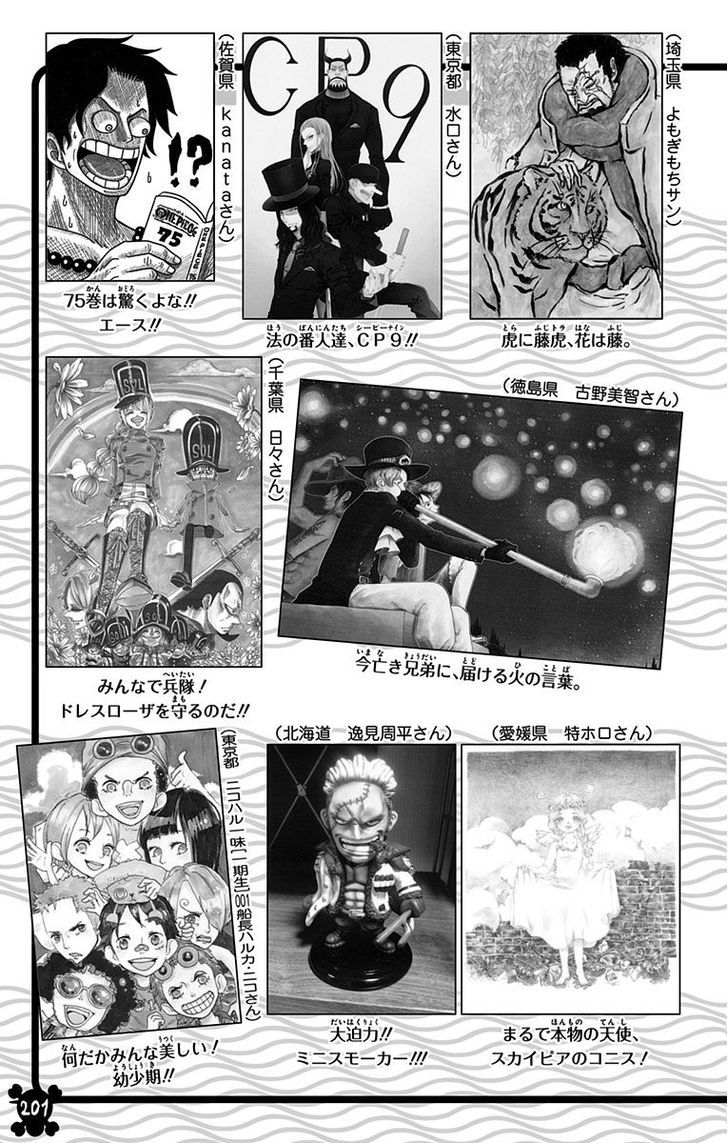 (埼玉県 よもぎもちサン)
虎に藤虎、花は藤。
(東京都 水口さん)
CP9
法の番人達、CP9!!
(佐賀県 kanataさん)
!?
ONE PIECE
75
75巻は驚くよな!!
エース!!
(徳島県 古野美智さん)
今亡き兄弟に、届ける火の言葉。
(千葉県 日々さん)
SOL
SOL
みんなで兵隊!
ドレスローザを守るのだ!!
(愛媛県 特ホロさん)
まるで本物の天使、
スカイピアのコニス!
(北海道 逸見周平さん)
大迫力!!
ミニスモーカー!!!
(東京都 ニコハル一味[一期生]001船長ハルカ・ニコさん)
何だかみんな美しい!
幼少期!!
201